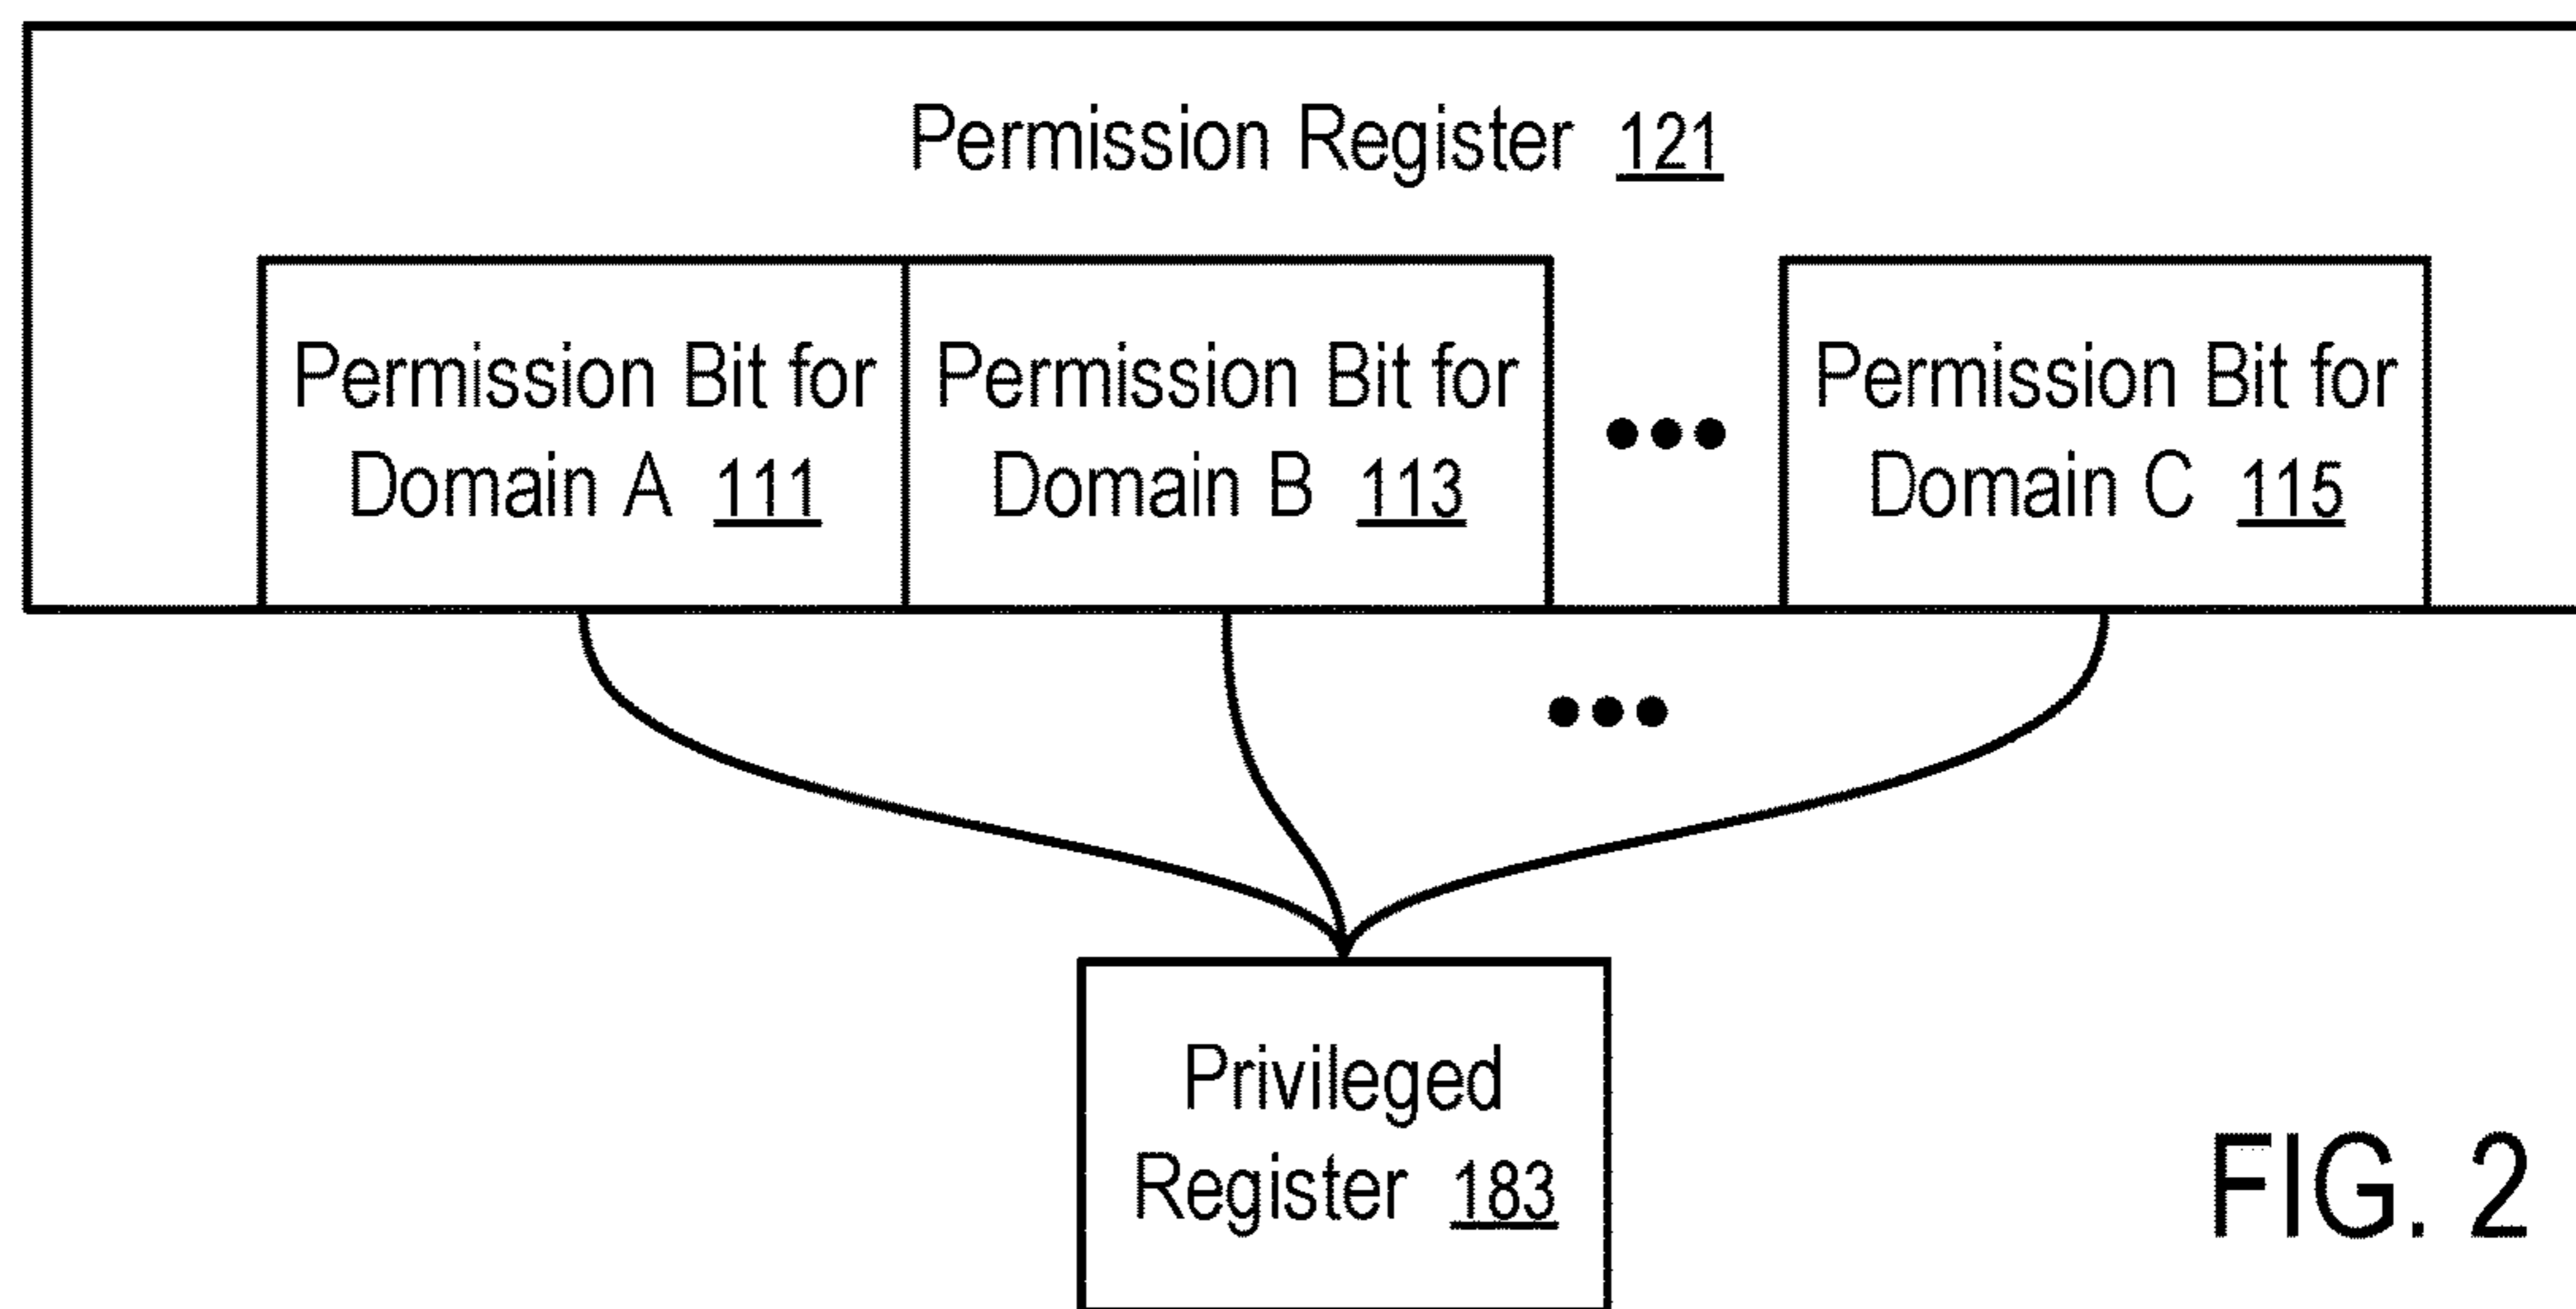 Permission Register 121
Permission Bit for
Domain A 111
Permission Bit for
Domain B 113
Permission Bit for
Domain C 115
Privileged
Register 183
FIG. 2